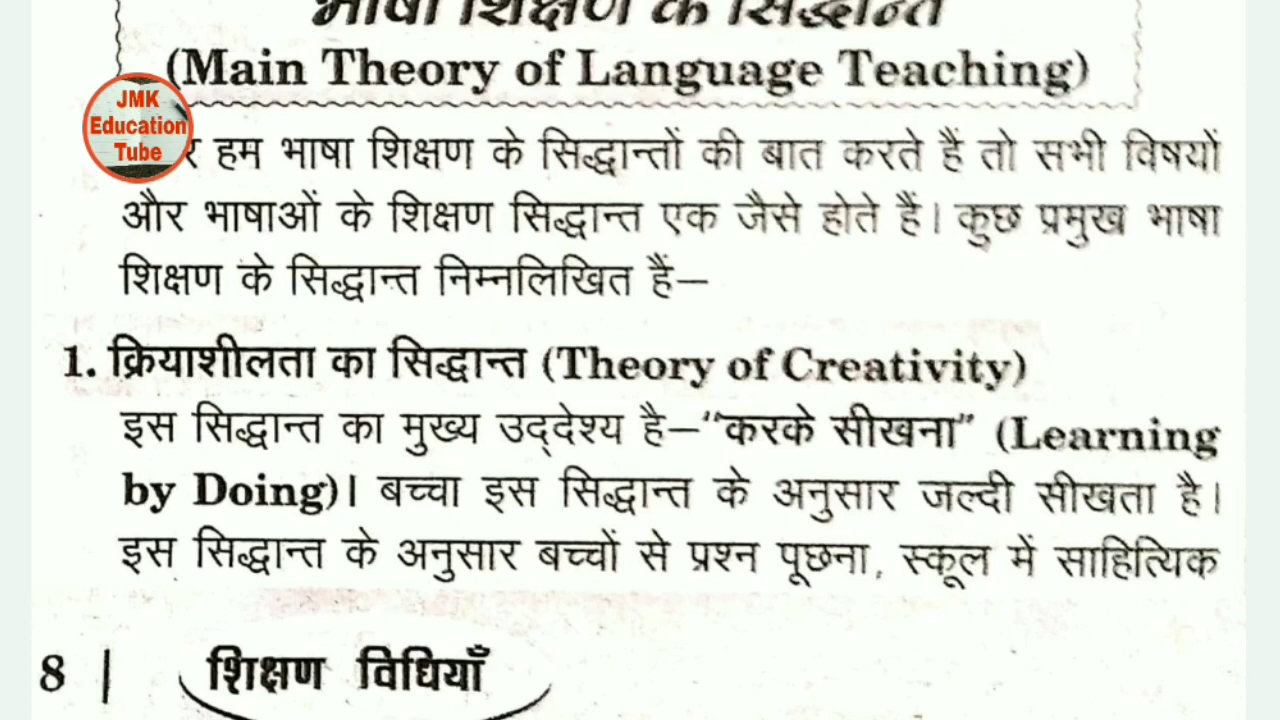 भाषा शिक्षण के सिद्धान्त
(Main Theory of Language Teaching)
JMK
Education
Tube
र हम भाषा शिक्षण के सिद्धान्तों की बात करते हैं तो सभी विषयों
और भाषाओं के शिक्षण सिद्धान्त एक जैसे होते हैं। कुछ प्रमुख भाषा
शिक्षण के सिद्धान्त निम्नलिखित हैं–
1. क्रियाशीलता का सिद्धान्त (Theory of Creativity)
इस सिद्धान्त का मुख्य उद्‌देश्य है–“करके सीखना” (Learning
by Doing)। बच्चा इस सिद्धान्त के अनुसार जल्दी सीखता है।
इस सिद्धान्त के अनुसार बच्चों से प्रश्न पूछना, स्कूल में साहित्यिक
8 | शिक्षण विधियाँ